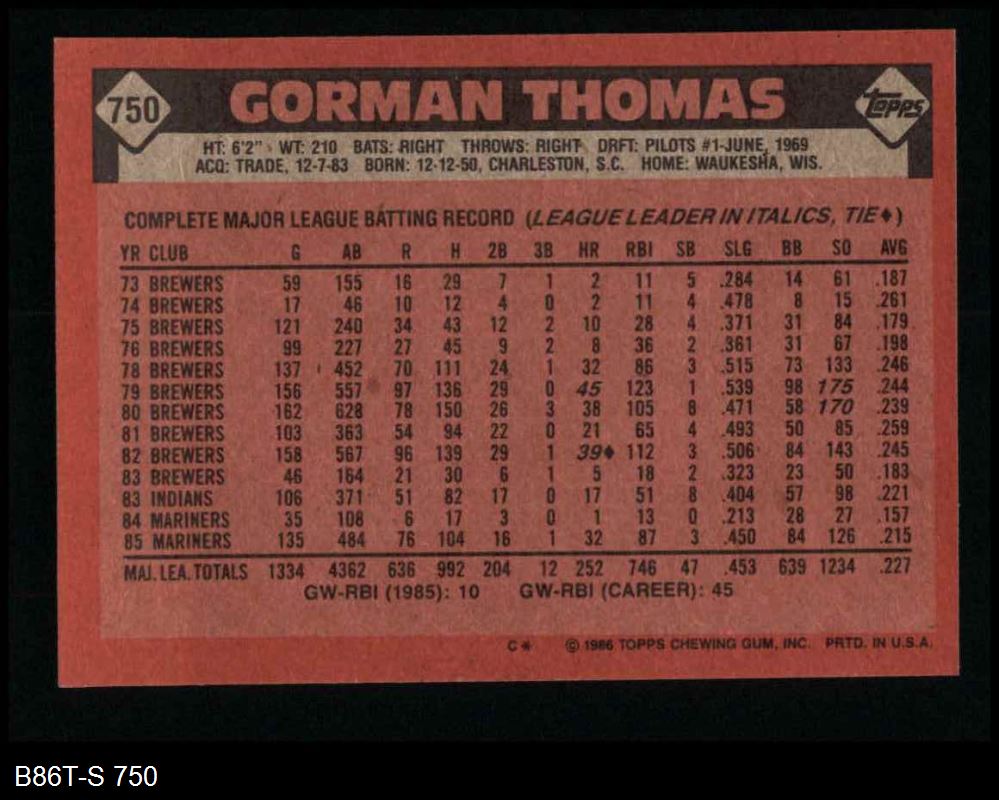 750 GORMAN THOMAS Topps
HT: 6'2" WT: 210 BATS: RIGHT THROWS: RIGHT DRFT: PILOTS #1-JUNE, 1969
ACQ: TRADE, 12-7-83 BORN: 12-12-50, CHARLESTON, S.C. HOME: WAUKESHA, WIS.
COMPLETE MAJOR LEAGUE BATTING RECORD (LEAGUE LEADER IN ITALICS, TIE♦)
YR CLUB G AB R H 2B 3B HR RBI SB SLG BB SO AVG
73 BREWERS 59 155 16 29 7 1 2 11 5 .284 14 61 .187
74 BREWERS 17 46 10 12 4 0 2 11 4 .478 8 15 .261
75 BREWERS 121 240 34 43 12 2 10 28 4 .371 31 84 .179
76 BREWERS 99 227 27 45 9 2 8 36 2 .361 31 67 .198
78 BREWERS 137 452 70 111 24 1 32 86 3 .515 73 133 .246
79 BREWERS 156 557 97 136 29 0 45 123 1 .539 98 175 .244
80 BREWERS 162 628 78 150 26 3 38 105 8 .471 58 170 .239
81 BREWERS 103 363 54 94 22 0 21 65 4 .493 50 85 .259
82 BREWERS 158 567 96 139 29 1 39♦ 112 3 .506 84 143 .245
83 BREWERS 46 164 21 30 6 1 5 18 2 .323 23 50 .183
83 INDIANS 106 371 51 82 17 0 17 51 8 .404 57 98 .221
84 MARINERS 35 108 6 17 3 0 1 13 0 .213 28 27 .157
85 MARINERS 135 484 76 104 16 1 32 87 3 .450 84 126 .215
MAJ. LEA. TOTALS 1334 4362 636 992 204 12 252 746 47 .453 639 1234 .227
GW-RBI (1985): 10 GW-RBI (CAREER): 45
C* © 1986 TOPPS CHEWING GUM, INC. PRTD. IN U.S.A.
B86T-S 750